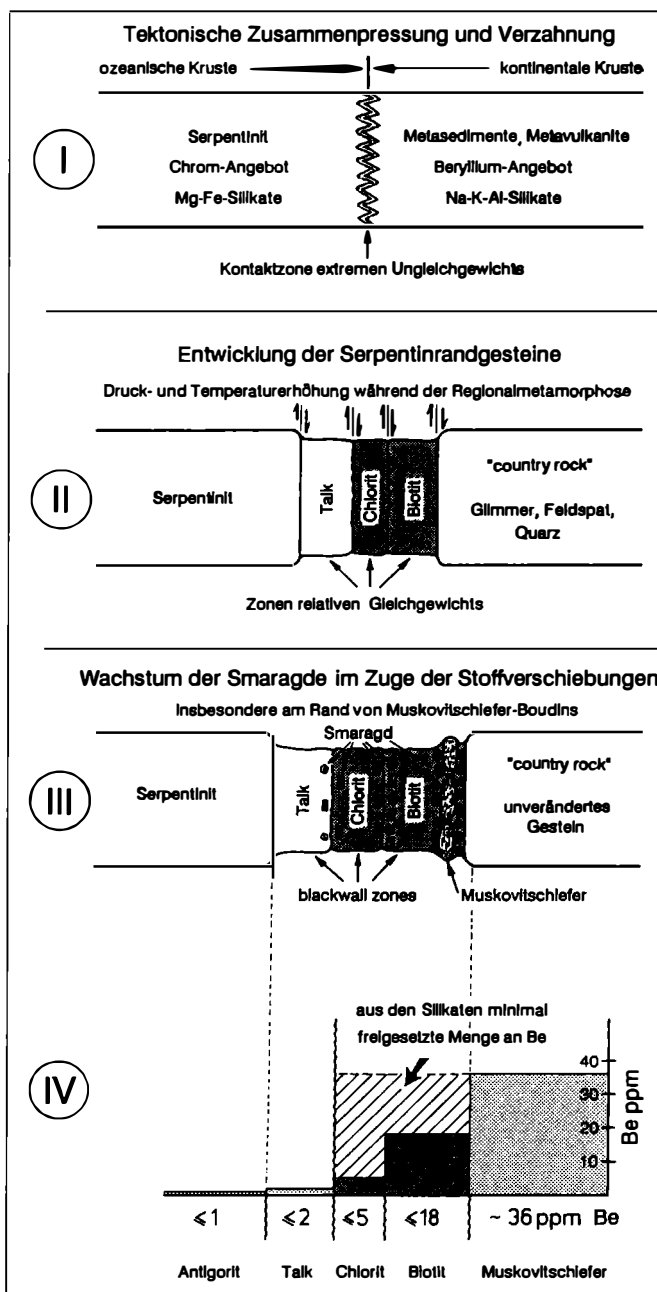 Tektonische Zusammenpressung und Verzahnung
ozeanische Kruste
kontinentale Kruste
I
Serpentinit
Chrom-Angebot
Mg-Fe-Silikate
Metasedimente, Metavulkanite
Beryllium-Angebot
Na-K-Al-Silikate
Kontaktzone extremen Ungleichgewichts
Entwicklung der Serpentinrandgesteine
Druck- und Temperaturerhöhung während der Regionalmetamorphose
II
Serpentinit
Talk
Chlorit
Biotit
"country rock"
Glimmer, Feldspat,
Quarz
Zonen relativen Gleichgewichts
Wachstum der Smaragde im Zuge der Stoffverschiebungen
insbesondere am Rand von Muskovitschiefer-Boudins
Smaragd
III
Serpentinit
Talk
Chlorit
Biotit
"country rock"
unverändertes
Gestein
blackwall zones
Muskovitschiefer
aus den Silikaten minimal
freigesetzte Menge an Be
IV
40
30
20
10
Be ppm
⩽1 ⩽2 ⩽5 ⩽18 ~ 36 ppm Be
Antigorit Talk Chlorit Biotit Muskovitschiefer